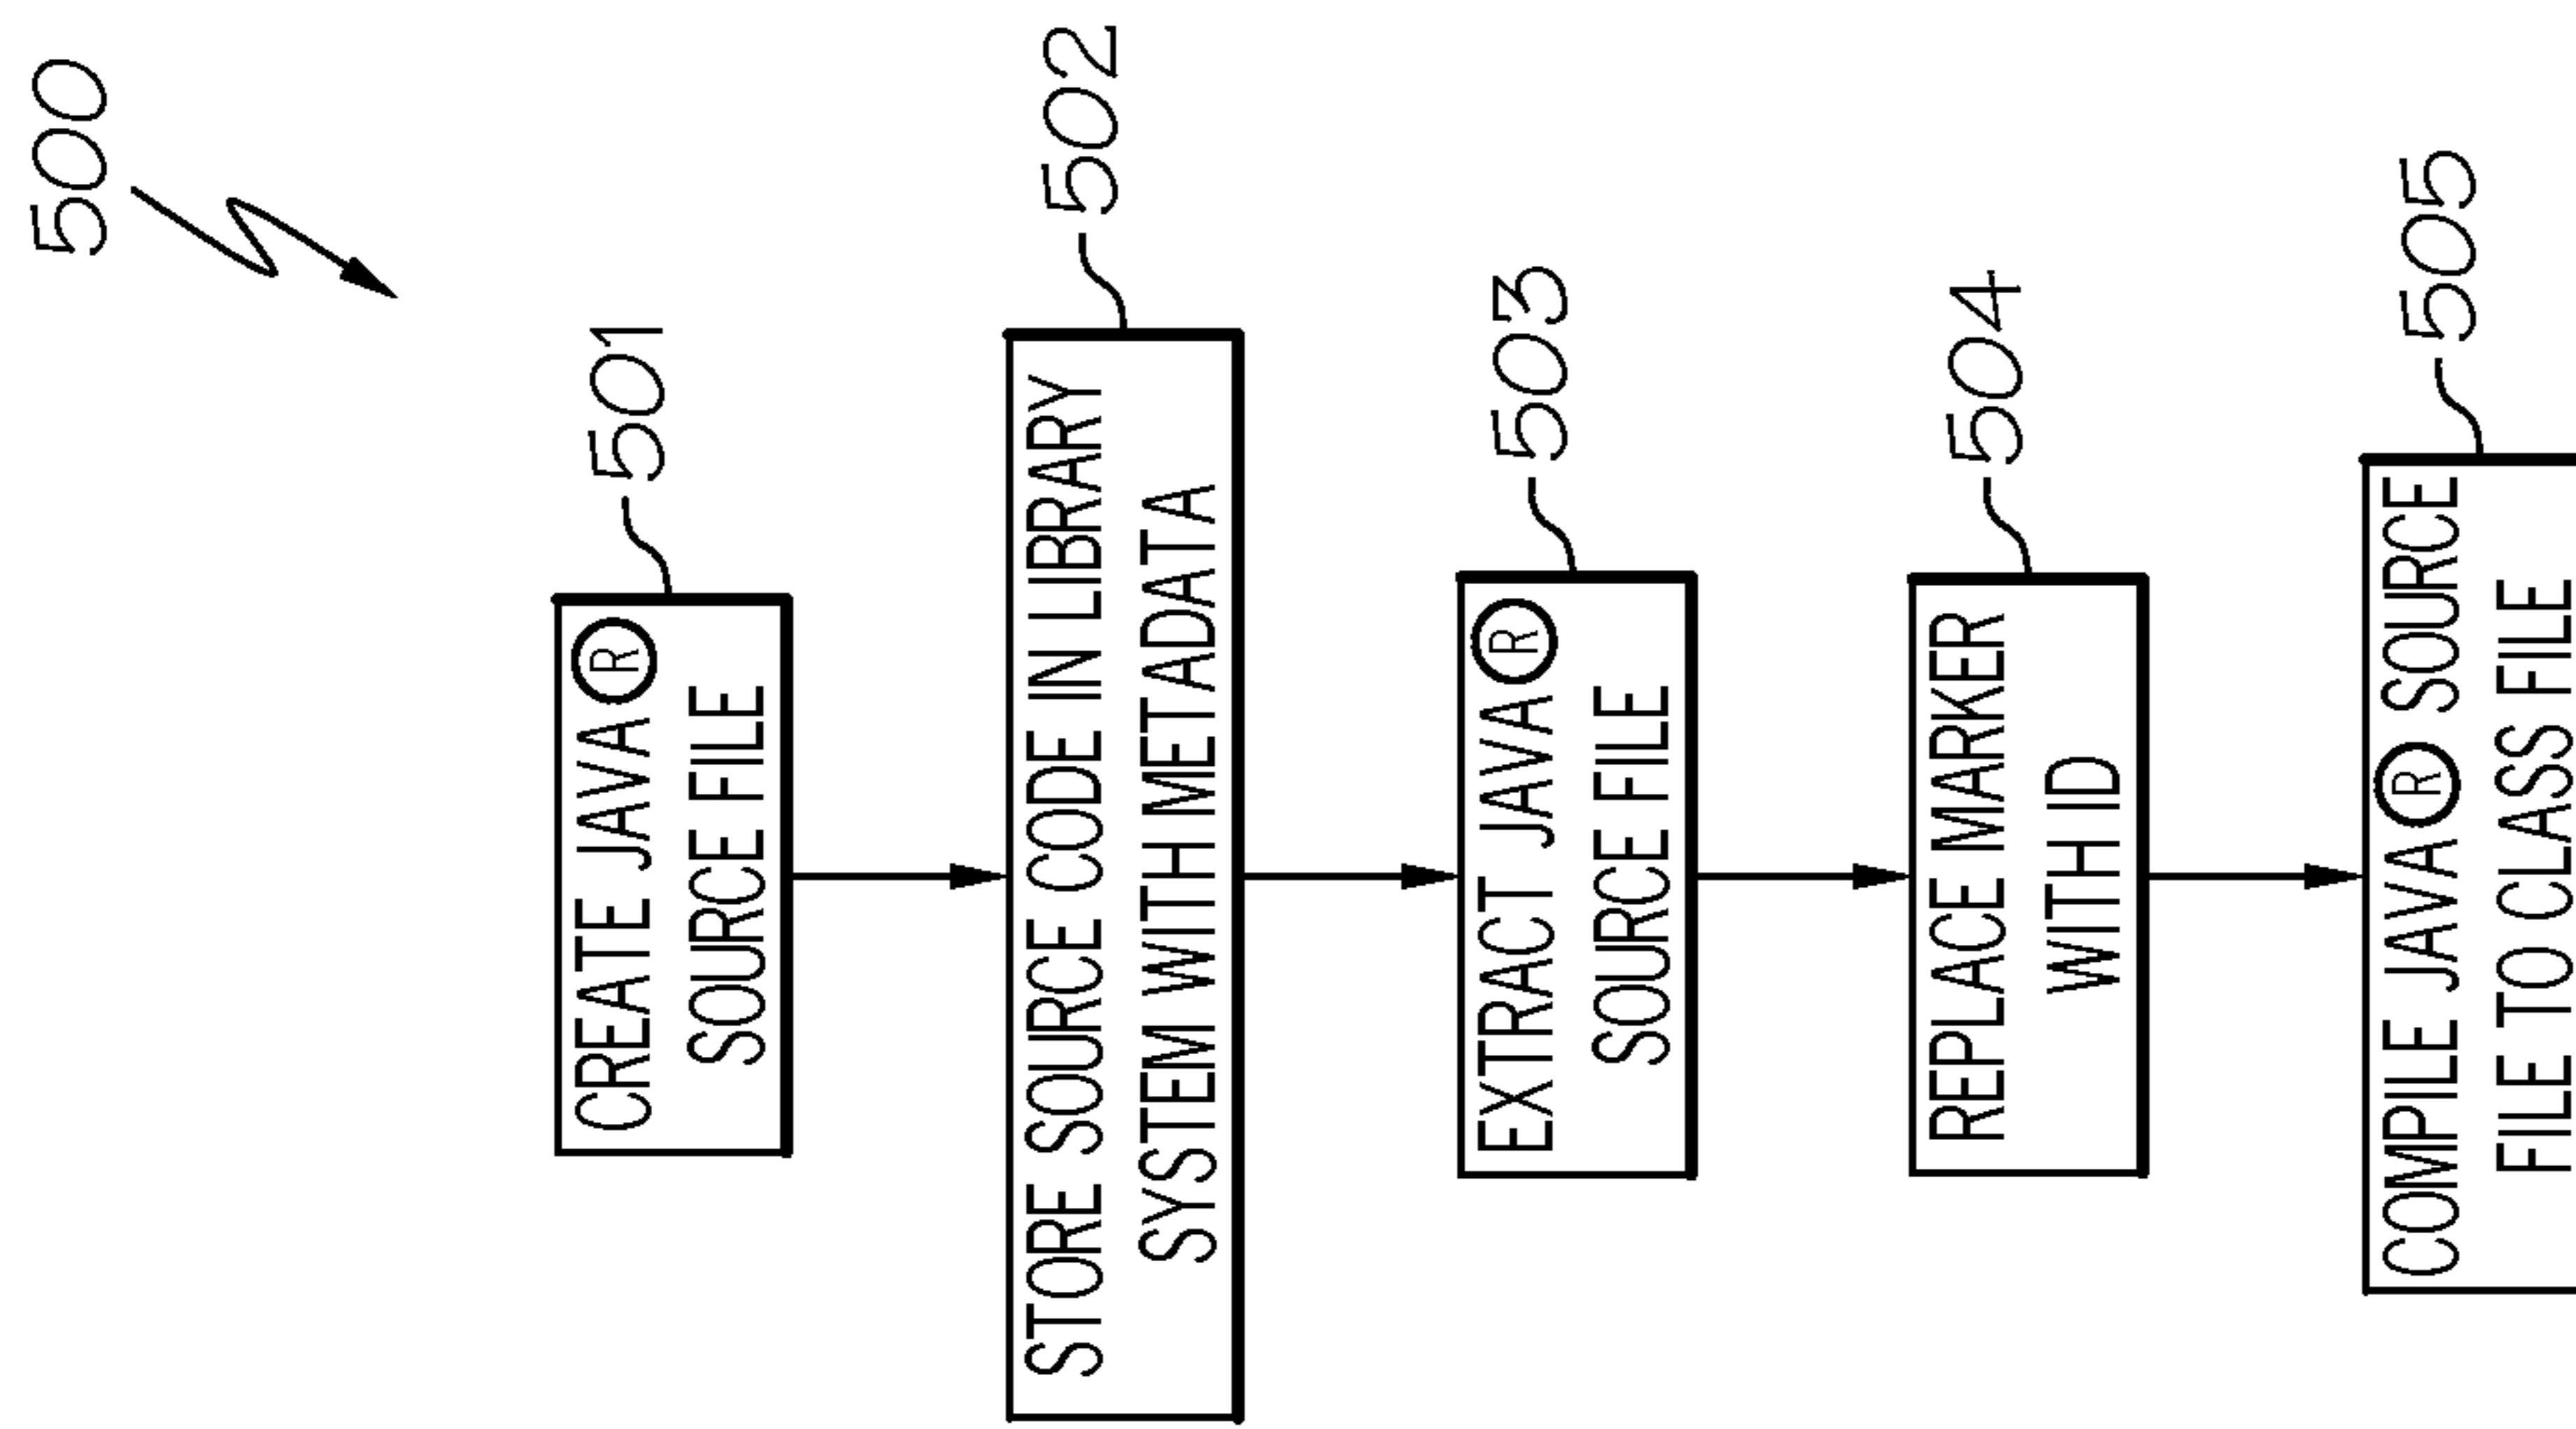 500
CREATE JAVA ®
SOURCE FILE
501
STORE SOURCE CODE IN LIBRARY
SYSTEM WITH METADATA
502
EXTRACT JAVA ®
SOURCE FILE
503
REPLACE MARKER
WITH ID
504
COMPILE JAVA ® SOURCE
FILE TO CLASS FILE
505